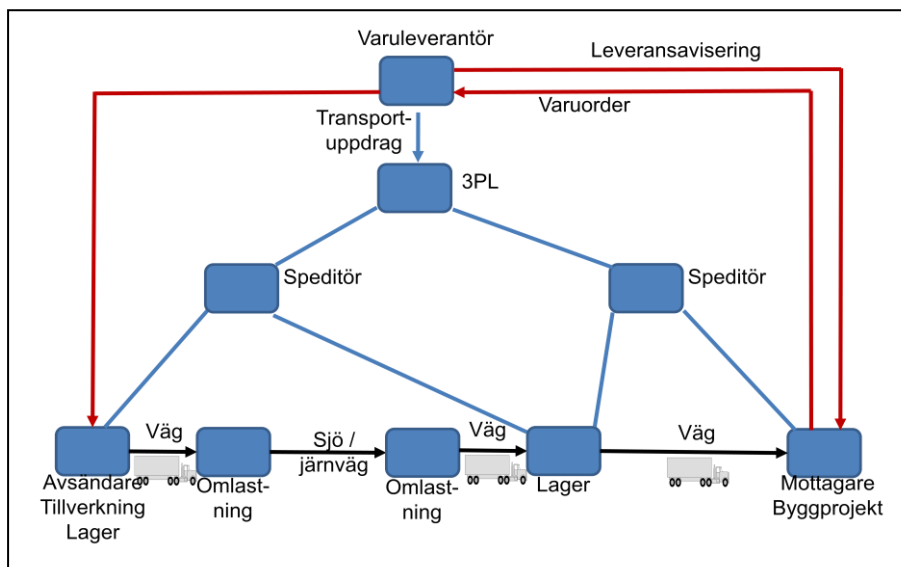 Varuleverantör
Leveransavisering
Varuorder
Transport-
uppdrag
3PL
Speditör
Speditör
Väg
Sjö /
järnväg
Väg
Väg
Avsändare
Tillverkning
Lager
Omlast-
ning
Omlast-
ning
Lager
Mottagare
Byggprojekt